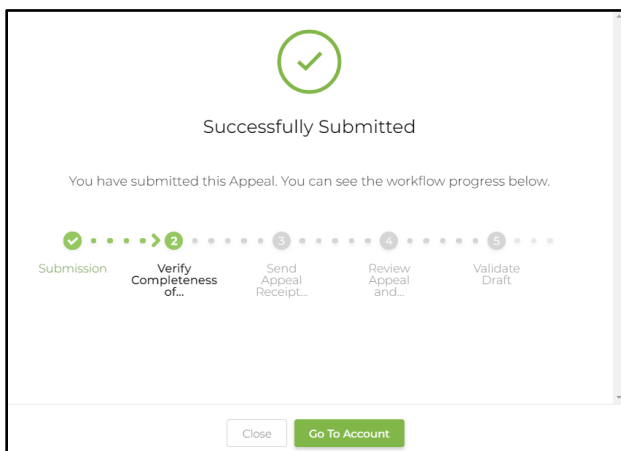 Successfully Submitted
You have submitted this Appeal. You can see the workflow progress below.
2 3 4 5
Submission Verify Send Review Validate
Completeness Appeal Appeal Draft
of... Receipt... and...
Close Go To Account